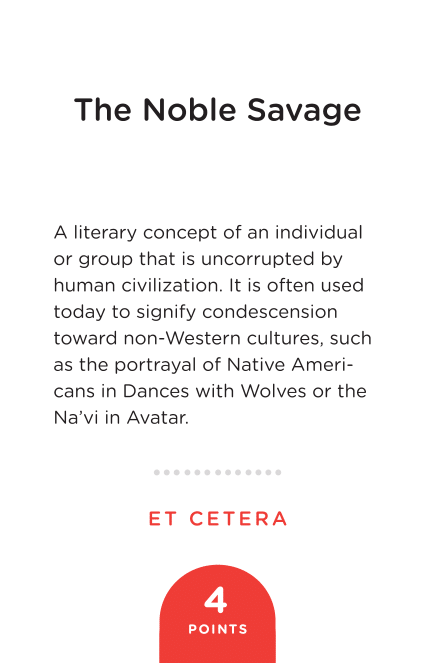 The Noble Savage
A literary concept of an individual
or group that is uncorrupted by
human civilization. It is often used
today to signify condescension
toward non-Western cultures, such
as the portrayal of Native Ameri-
cans in Dances with Wolves or the
Na’vi in Avatar.
ET CETERA
4
POINTS